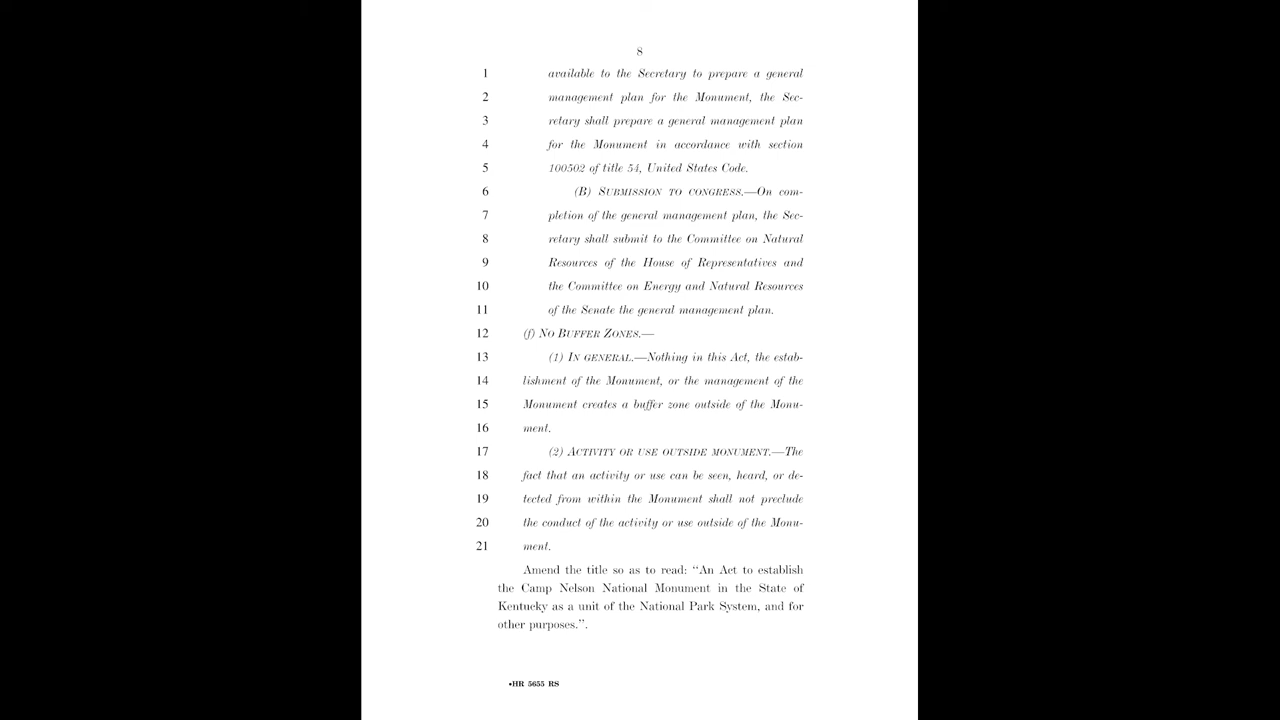 8
1 available to the Secretary to prepare a general
2 management plan for the Monument, the Sec-
3 retary shall prepare a general management plan
4 for the Monument in accordance with section
5 100502 of title 54, United States Code.
6 (B) SUBMISSION TO CONGRESS.—On com-
7 pletion of the general management plan, the Sec-
8 retary shall submit to the Committee on Natural
9 Resources of the House of Representatives and
10 the Committee on Energy and Natural Resources
11 of the Senate the general management plan.
12 (f) NO BUFFER ZONES.—
13 (1) IN GENERAL.—Nothing in this Act, the estab-
14 lishment of the Monument, or the management of the
15 Monument creates a buffer zone outside of the Monu-
16 ment.
17 (2) ACTIVITY OR USE OUTSIDE MONUMENT.—The
18 fact that an activity or use can be seen, heard, or de-
19 tected from within the Monument shall not preclude
20 the conduct of the activity or use outside of the Monu-
21 ment.
Amend the title so as to read: ‘‘An Act to establish
the Camp Nelson National Monument in the State of
Kentucky as a unit of the National Park System, and for
other purposes.’’.
•HR 5655 RS